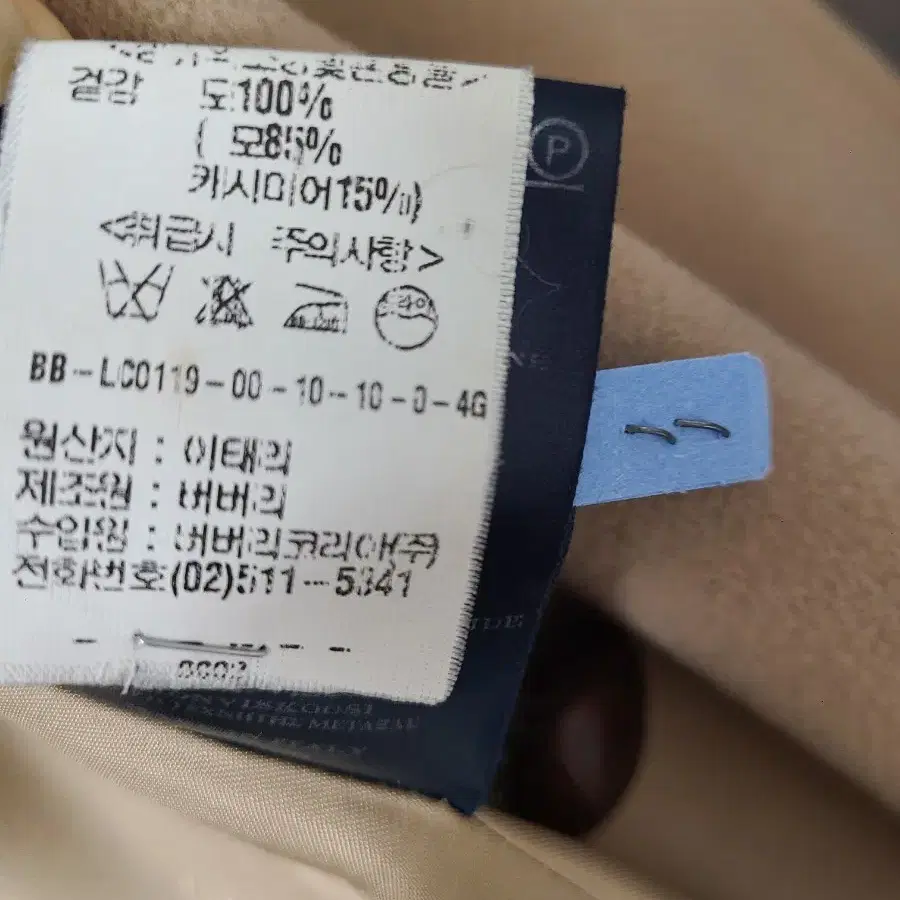 겉감 모100%
( 모85%
캐시미어15%)
<취급시 주의사항>
드라이
BB-LC0119-00-10-10-0-4G
원산지 : 이태리
제조원 : 버버리
수입원 : 버버리코리아(주)
전화번호(02)511-5341
P